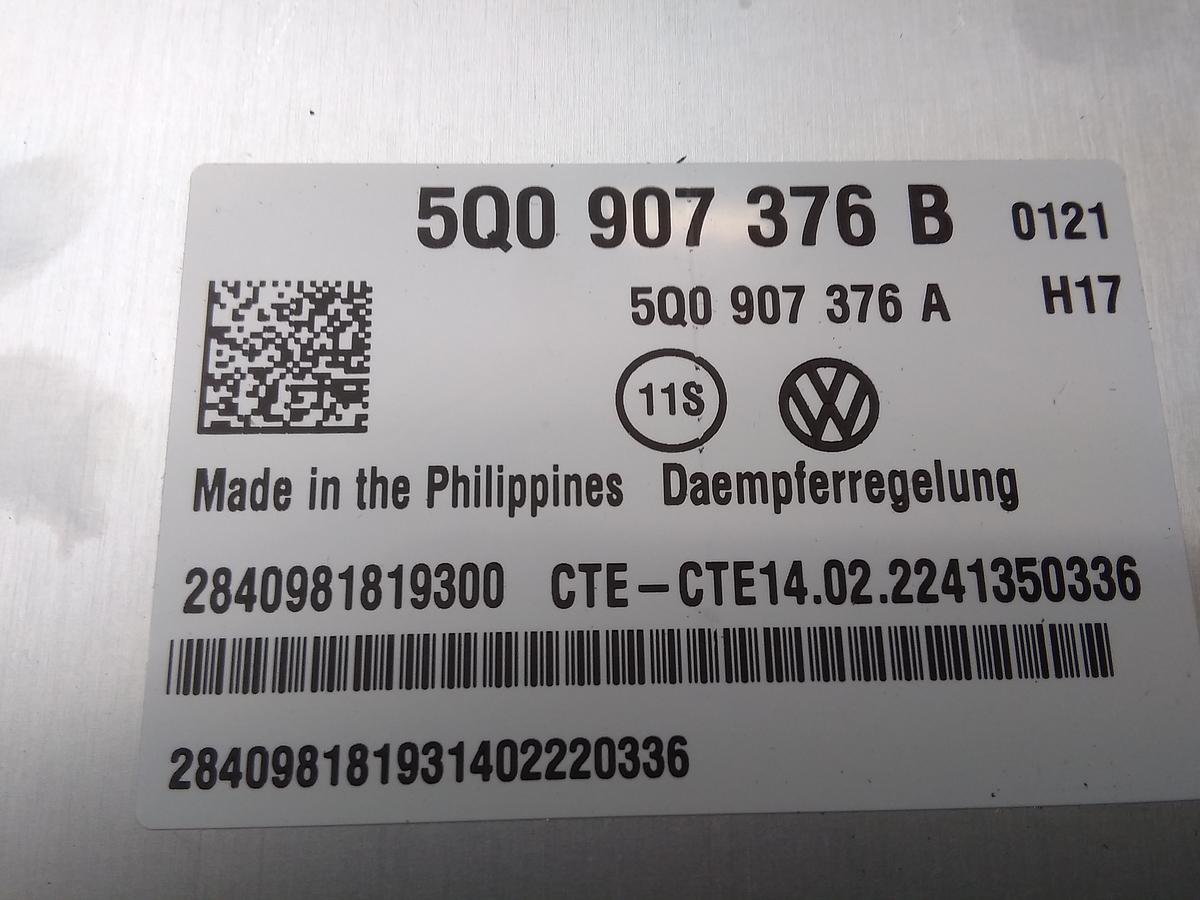 5Q0 907 376 B 0121
5Q0 907 376 A H17
11S
Made in the Philippines Daempferregelung
2840981819300 CTE-CTE14.02.2241350336
284098181931402220336